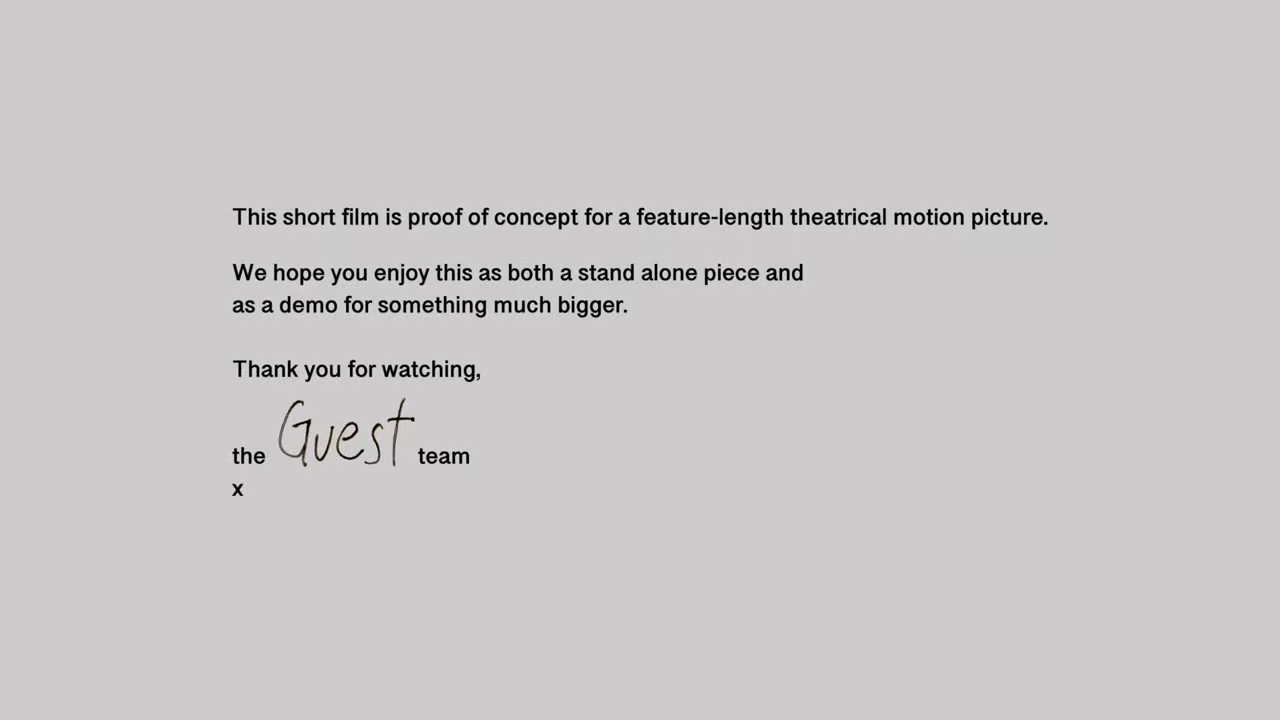 This short film is proof of concept for a feature-length theatrical motion picture.
We hope you enjoy this as both a stand alone piece and
as a demo for something much bigger.
Thank you for watching,
the Guest team
x